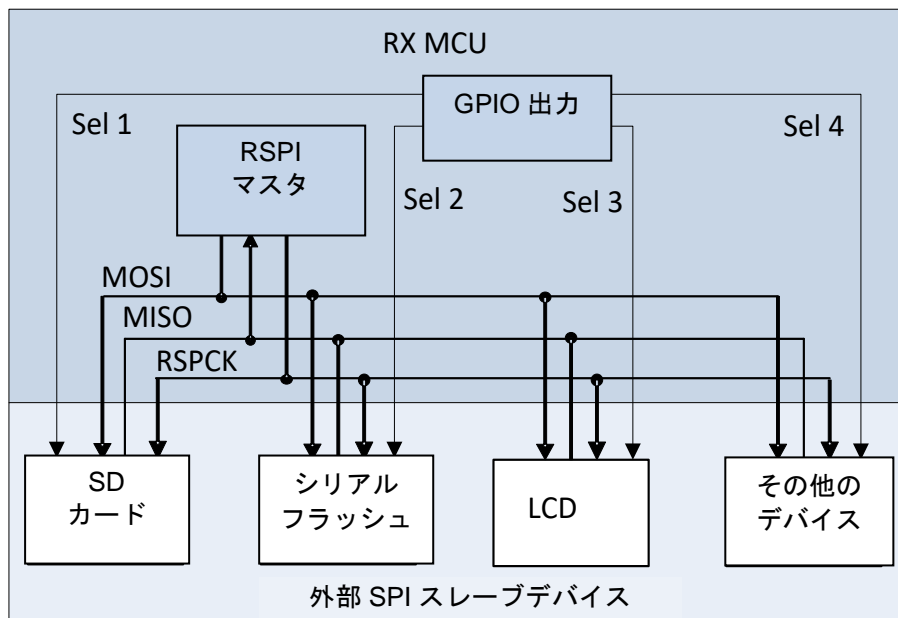 RX MCU
GPIO 出力
Sel 1
Sel 4
RSPI
マスタ
Sel 2
Sel 3
MOSI
MISO
RSPCK
SD
カード
シリアル
フラッシュ
LCD
その他の
デバイス
外部 SPI スレーブデバイス